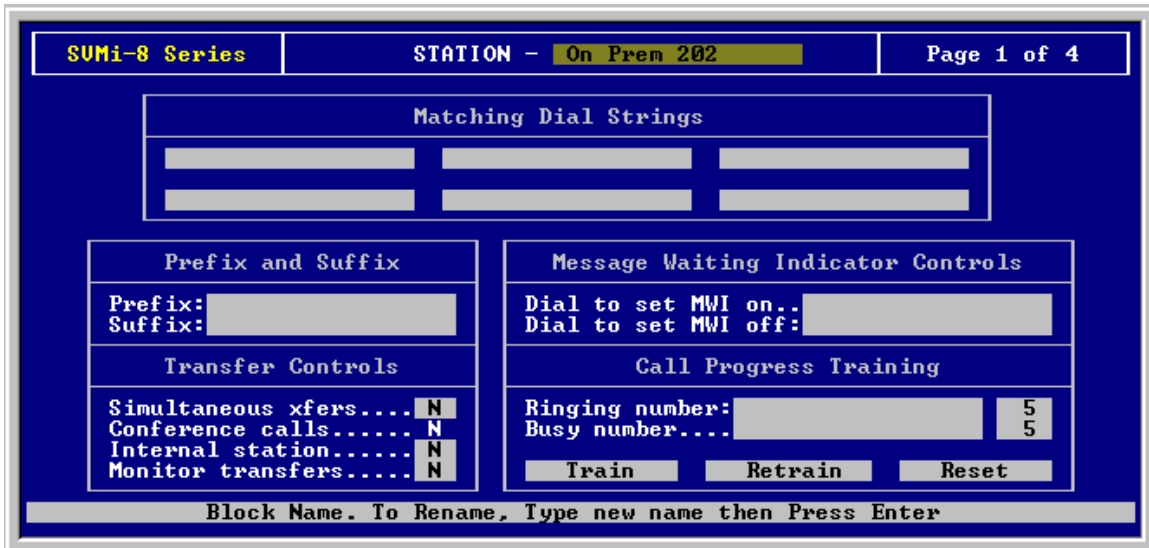 SVMi-8 Series STATION - On Prem 202 Page 1 of 4
Matching Dial Strings
Prefix and Suffix
Prefix:
Suffix:
Message Waiting Indicator Controls
Dial to set MWI on..
Dial to set MWI off:
Transfer Controls
Simultaneous xfers.... N
Conference calls...... N
Internal station...... N
Monitor transfers..... N
Call Progress Training
Ringing number: 5
Busy number.... 5
Train Retrain Reset
Block Name. To Rename, Type new name then Press Enter